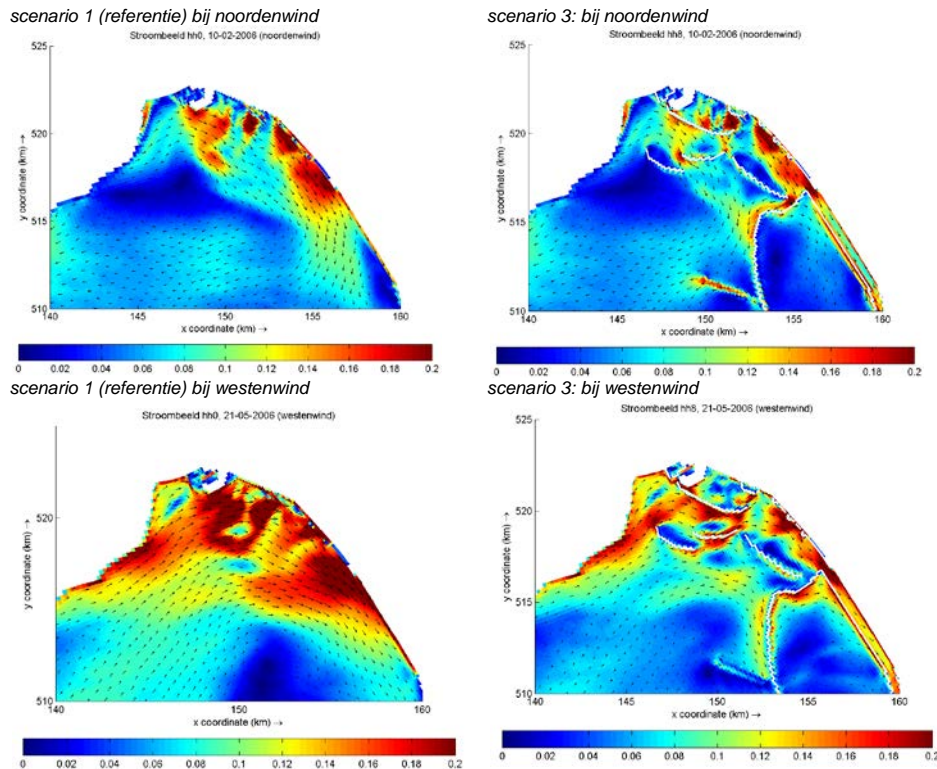 scenario 1 (referentie) bij noordenwind
Stroombeeld hh0, 10-02-2006 (noordenwind)
525
520
515
510
y coordinate (km) →
140 145 150 155 160
x coordinate (km) →
0 0.02 0.04 0.06 0.08 0.1 0.12 0.14 0.16 0.18 0.2
scenario 3: bij noordenwind
Stroombeeld hh8, 10-02-2006 (noordenwind)
525
520
515
510
y coordinate (km) →
140 145 150 155 160
x coordinate (km) →
0 0.02 0.04 0.06 0.08 0.1 0.12 0.14 0.16 0.18 0.2
scenario 1 (referentie) bij westenwind
Stroombeeld hh0, 21-05-2006 (westenwind)
520
510
y coordinate (km) →
140 150 160
x coordinate (km) →
0 0.02 0.04 0.06 0.08 0.1 0.12 0.14 0.16 0.18 0.2
scenario 3: bij westenwind
Stroombeeld hh8, 21-05-2006 (westenwind)
525
520
515
510
y coordinate (km) →
140 145 150 155 160
x coordinate (km) →
0 0.02 0.04 0.06 0.08 0.1 0.12 0.14 0.16 0.18 0.2